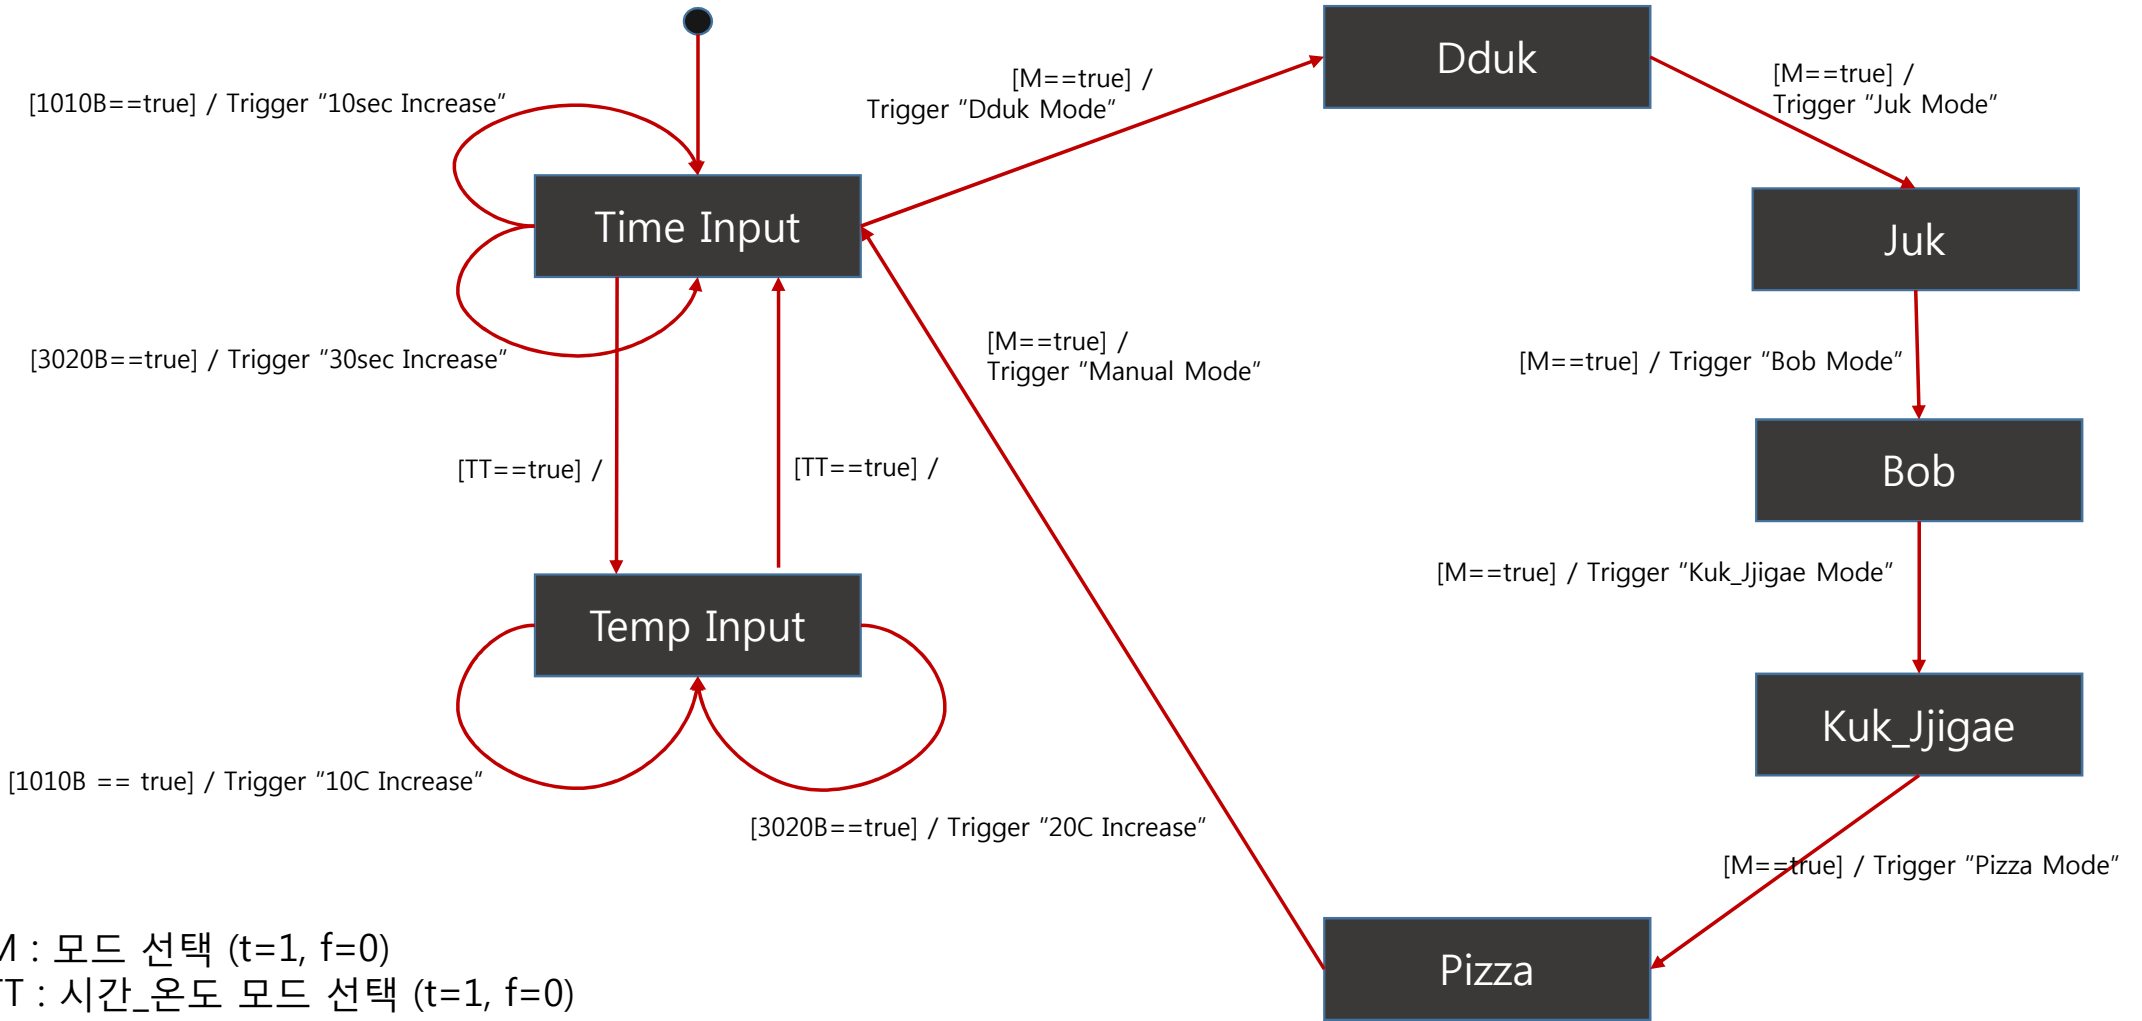 Dduk
[M==true] /
Trigger "Dduk Mode"
[M==true] /
Trigger "Juk Mode"
[1010B==true] / Trigger "10sec Increase"
Time Input
Juk
[3020B==true] / Trigger "30sec Increase"
[M==true] /
Trigger "Manual Mode"
[M==true] / Trigger "Bob Mode"
[TT==true] /
[TT==true] /
Bob
[M==true] / Trigger "Kuk_Jjigae Mode"
Temp Input
Kuk_Jjigae
[1010B == true] / Trigger "10C Increase"
[3020B==true] / Trigger "20C Increase"
[M==true] / Trigger "Pizza Mode"
Pizza
M : 모드 선택 (t=1, f=0)
TT : 시간_온도 모드 선택 (t=1, f=0)